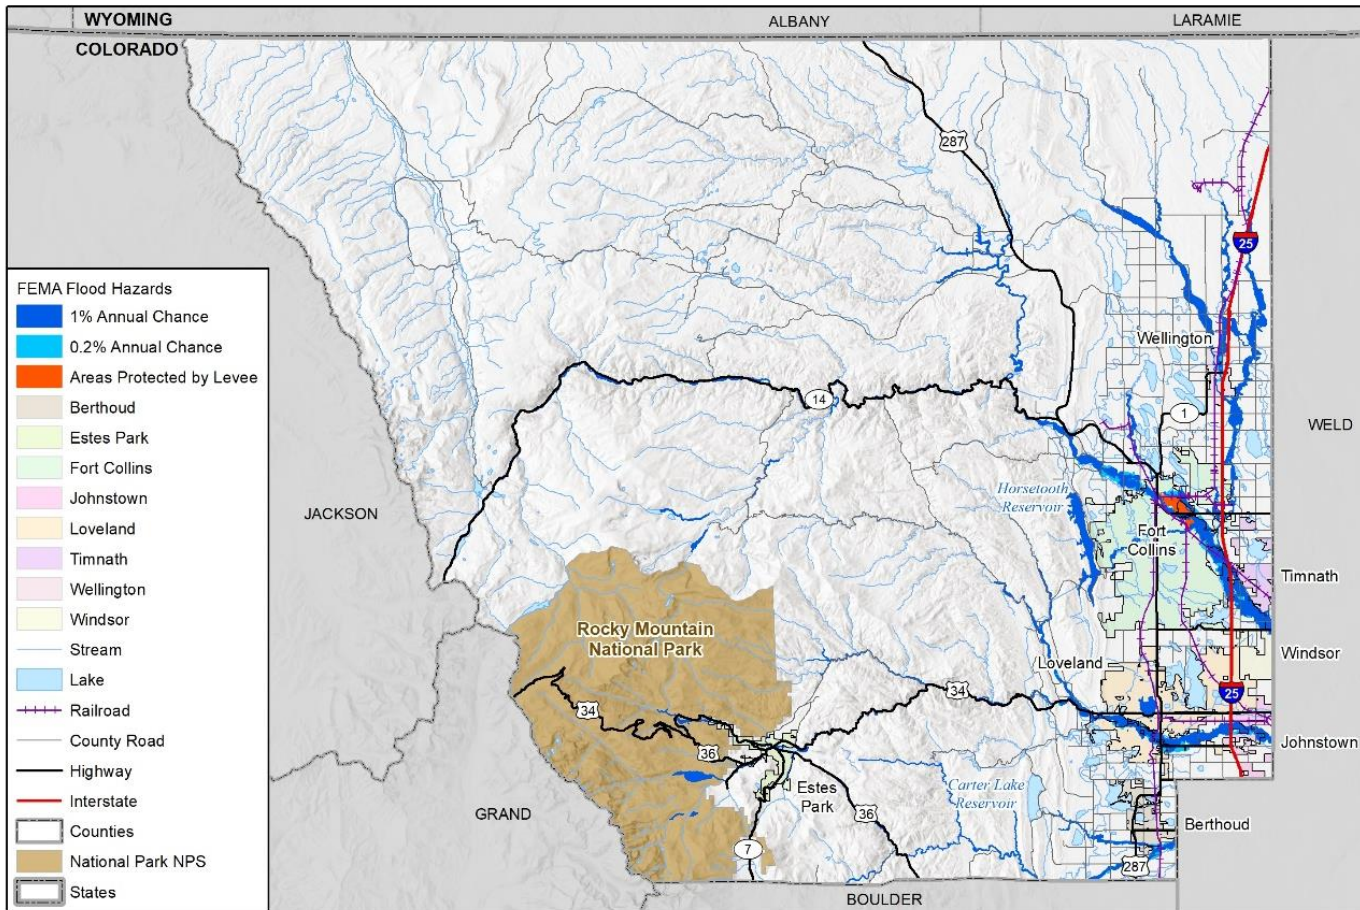 WYOMING
COLORADO
ALBANY
LARAMIE
287
25
FEMA Flood Hazards
1% Annual Chance
0.2% Annual Chance
Areas Protected by Levee
Berthoud
Estes Park
Fort Collins
Johnstown
Loveland
Timnath
Wellington
Windsor
Stream
Lake
Railroad
County Road
Highway
Interstate
Counties
National Park NPS
States
Wellington
14
1
WELD
JACKSON
Horsetooth
Reservoir
Fort
Collins
Timnath
Rocky Mountain
National Park
Loveland
Windsor
34
34
25
36
Johnstown
Estes
Park
Carter Lake
Reservoir
GRAND
36
Berthoud
7
287
BOULDER